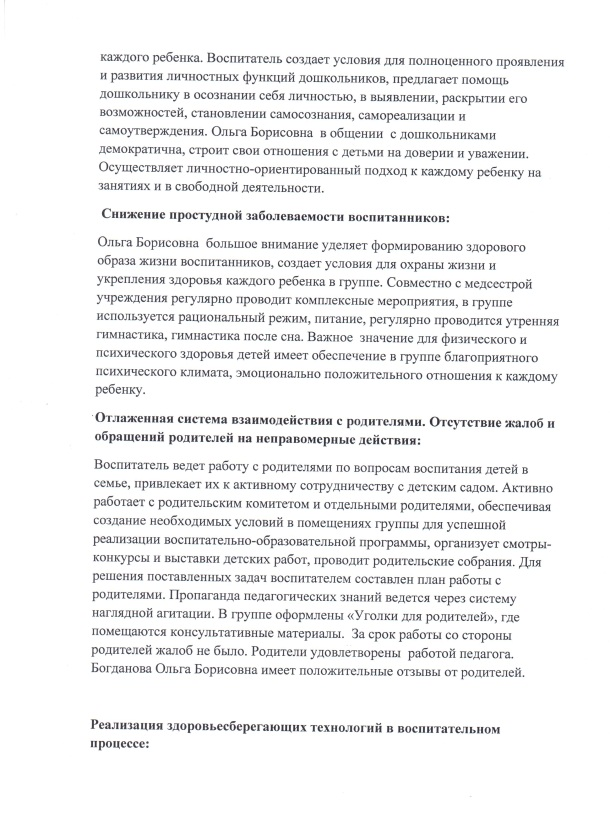 каждого ребенка. Воспитатель создает условия для полноценного проявления
и развития личностных функций дошкольников, предлагает помощь
дошкольнику в осознании себя личностью, в выявлении, раскрытии его
возможностей, становлении самосознания, самореализации и
самоутверждения. Ольга Борисовна  в общении  с дошкольниками
демократична, строит свои отношения с детьми на доверии и уважении.
Осуществляет личностно-ориентированный подход к каждому ребенку на
занятиях и в свободной деятельности.
Снижение простудной заболеваемости воспитанников:
Ольга Борисовна  большое внимание уделяет формированию здорового
образа жизни воспитанников, создает условия для охраны жизни и
укрепления здоровья каждого ребенка в группе. Совместно с медсестрой
учреждения регулярно проводит комплексные мероприятия, в группе
используется рациональный режим, питание, регулярно проводится утренняя
гимнастика, гимнастика после сна. Важное  значение для физического и
психического здоровья детей имеет обеспечение в группе благоприятного
психического климата, эмоционально положительного отношения к каждому
ребенку.
Отлаженная система взаимодействия с родителями. Отсутствие жалоб и
обращений родителей на неправомерные действия:
Воспитатель ведет работу с родителями по вопросам воспитания детей в
семье, привлекает их к активному сотрудничеству с детским садом. Активно
работает с родительским комитетом и отдельными родителями, обеспечивая
создание необходимых условий в помещениях группы для успешной
реализации воспитательно-образовательной программы, организует смотры-
конкурсы и выставки детских работ, проводит родительские собрания. Для
решения поставленных задач воспитателем составлен план работы с
родителями. Пропаганда педагогических знаний ведется через систему
наглядной агитации. В группе оформлены «Уголки для родителей», где
помещаются консультативные материалы.  За срок работы со стороны
родителей жалоб не было. Родители удовлетворены  работой педагога.
Богданова Ольга Борисовна имеет положительные отзывы от родителей.
Реализация здоровьесберегающих технологий в воспитательном
процессе: